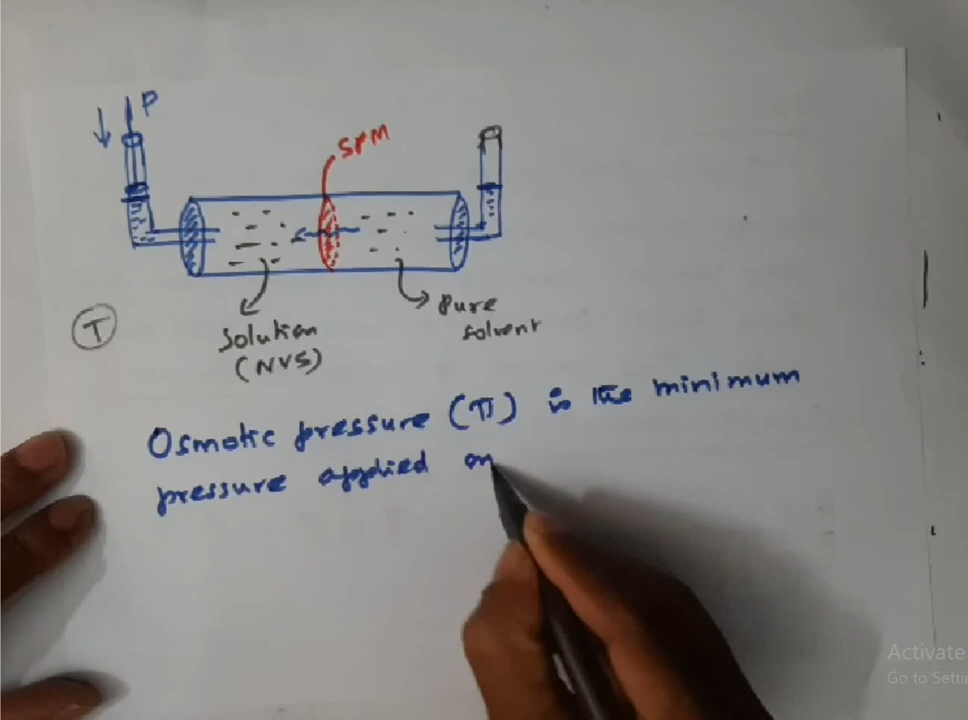 P
SPM
T
Solution
(NVS)
Pure
solvent
Osmotic pressure (π) is the minimum
pressure applied on
Activate
Go to Setti